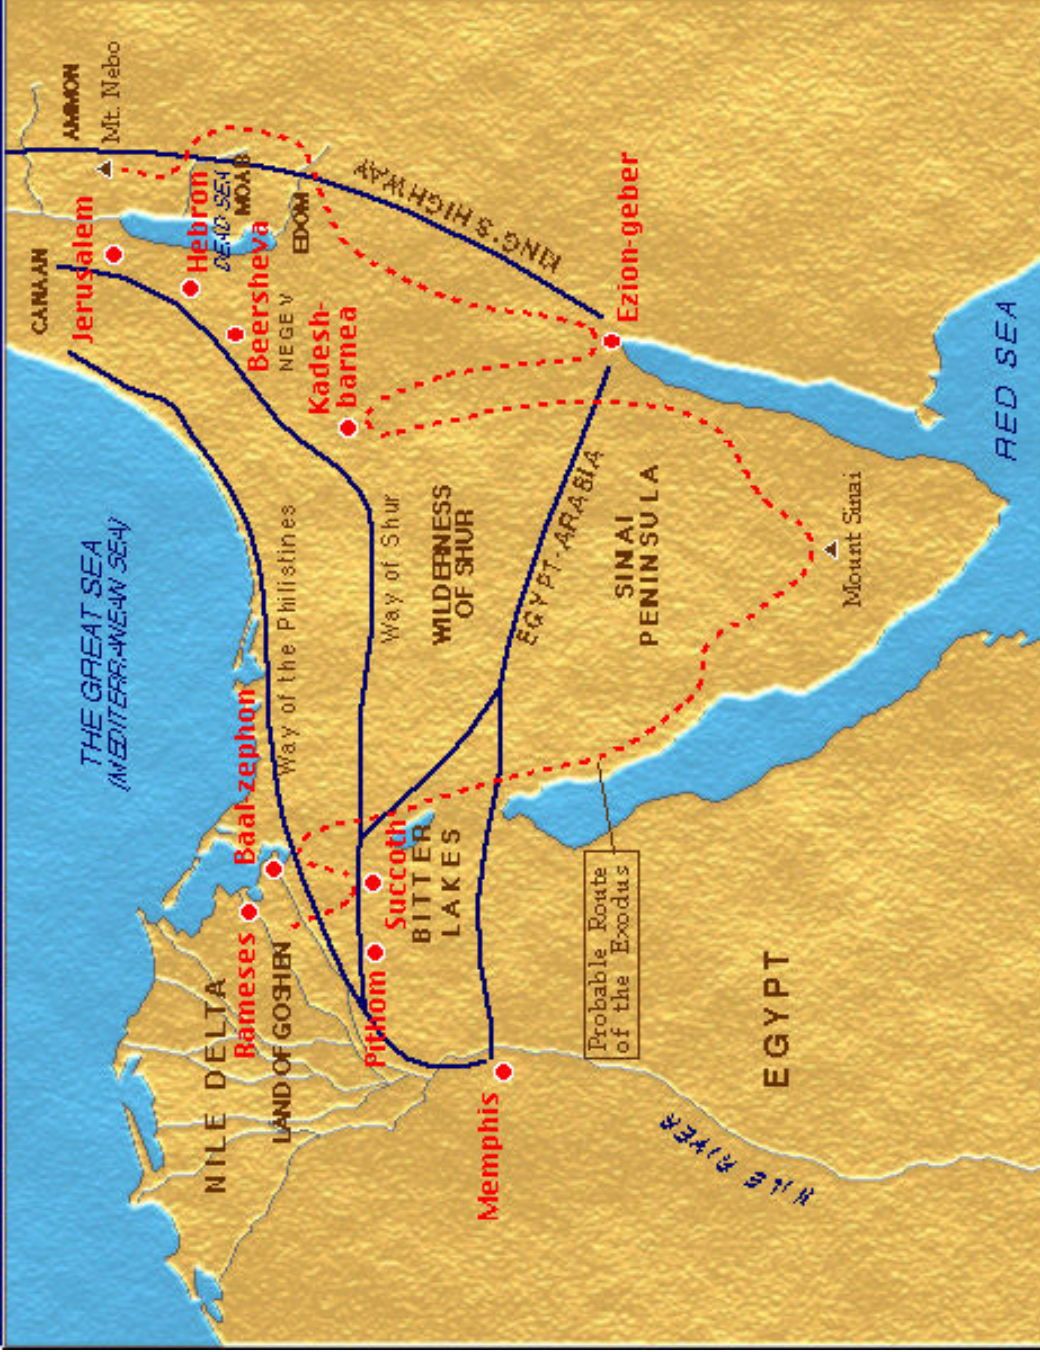 THE GREAT SEA
(MEDITERRANEAN SEA)
CANAAN
AMMON
Mt. Nebo
Jerusalem
Hebron
DEAD SEA
MOAB
Beersheva
EDOM
NEGEV
Kadesh-
barnea
KING'S HIGHWAY
Ezion-geber
Baal-zephon
Way of the Philistines
Way of Shur
WILDERNESS
OF SHUR
EGYPT-ARABIA
SINAI
PENINSULA
NILE DELTA
Rameses
LAND OF GOSHEN
Pithom
Succoth
BITTER
LAKES
Memphis
Probable Route
of the Exodus
Mount Sinai
EGYPT
NILE RIVER
RED SEA